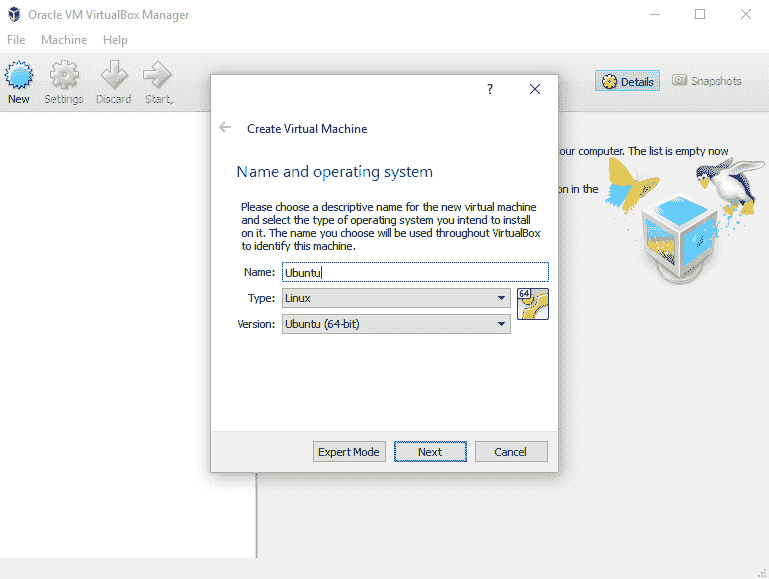 Oracle VM VirtualBox Manager
File Machine Help
New Settings Discard Start
Details Snapshots
our computer. The list is empty now
on in the
?
Create Virtual Machine
Name and operating system
Please choose a descriptive name for the new virtual machine
and select the type of operating system you intend to install
on it. The name you choose will be used throughout VirtualBox
to identify this machine.
Name: Ubuntu
Type: Linux
64
Version: Ubuntu (64-bit)
Expert Mode Next Cancel